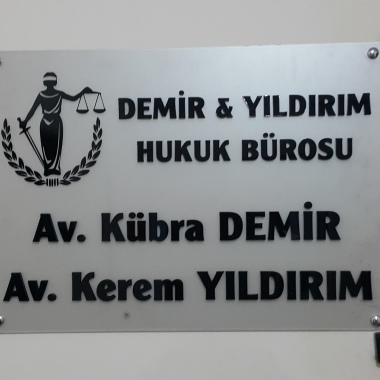 DEMİR & YILDIRIM
HUKUK BÜROSU
Av. Kübra DEMİR
Av. Kerem YILDIRIM